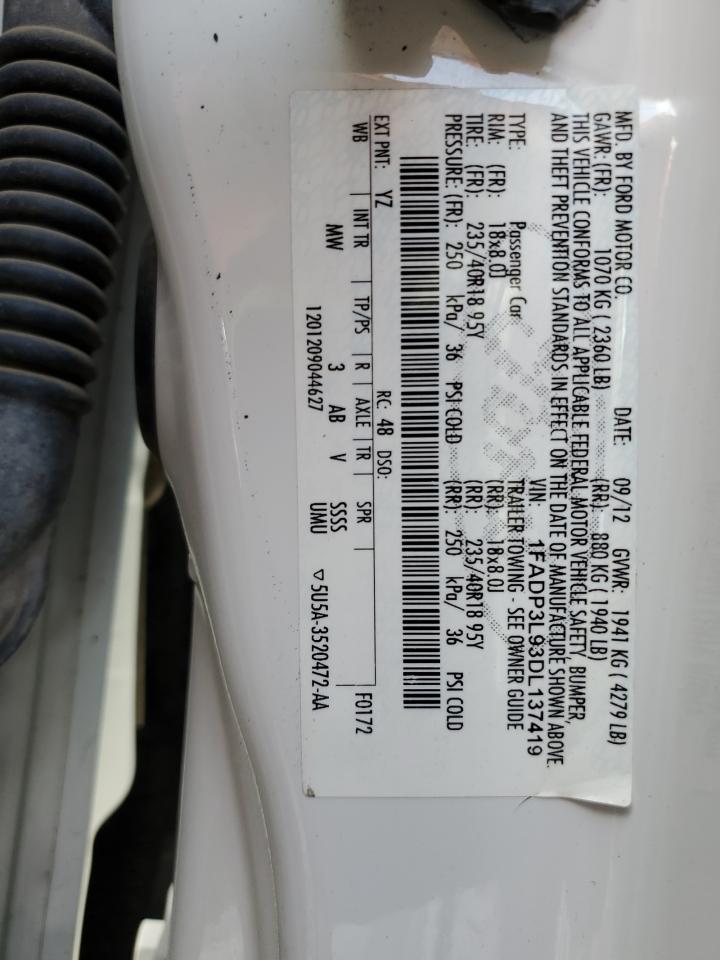 MFD. BY FORD MOTOR CO. DATE: 09/12 GVWR: 1941 KG ( 4279 LB)
GAWR: (FR): 1070 KG ( 2360 LB) (RR): 880 KG ( 1940 LB)
THIS VEHICLE CONFORMS TO ALL APPLICABLE FEDERAL MOTOR VEHICLE SAFETY, BUMPER,
AND THEFT PREVENTION STANDARDS IN EFFECT ON THE DATE OF MANUFACTURE SHOWN ABOVE.
VIN: 1FADP3L93DL137419
TYPE: Passenger Car TRAILER TOWING - SEE OWNER GUIDE
RIM: (FR): 18x8.0J (RR): 18x8.0J
TIRE: (FR): 235/40R18 95Y (RR): 235/40R18 95Y
PRESSURE: (FR): 250 kPa/ 36 PSI COLD (RR): 250 kPa/ 36 PSI COLD
EXT PNT: YZ RC: 48 DSO: F0172
WB INT TR TP/PS R AXLE TR SPR
MW 3 AB V SSSS
UMU ▽5U5A-3520472-AA
1201209044627